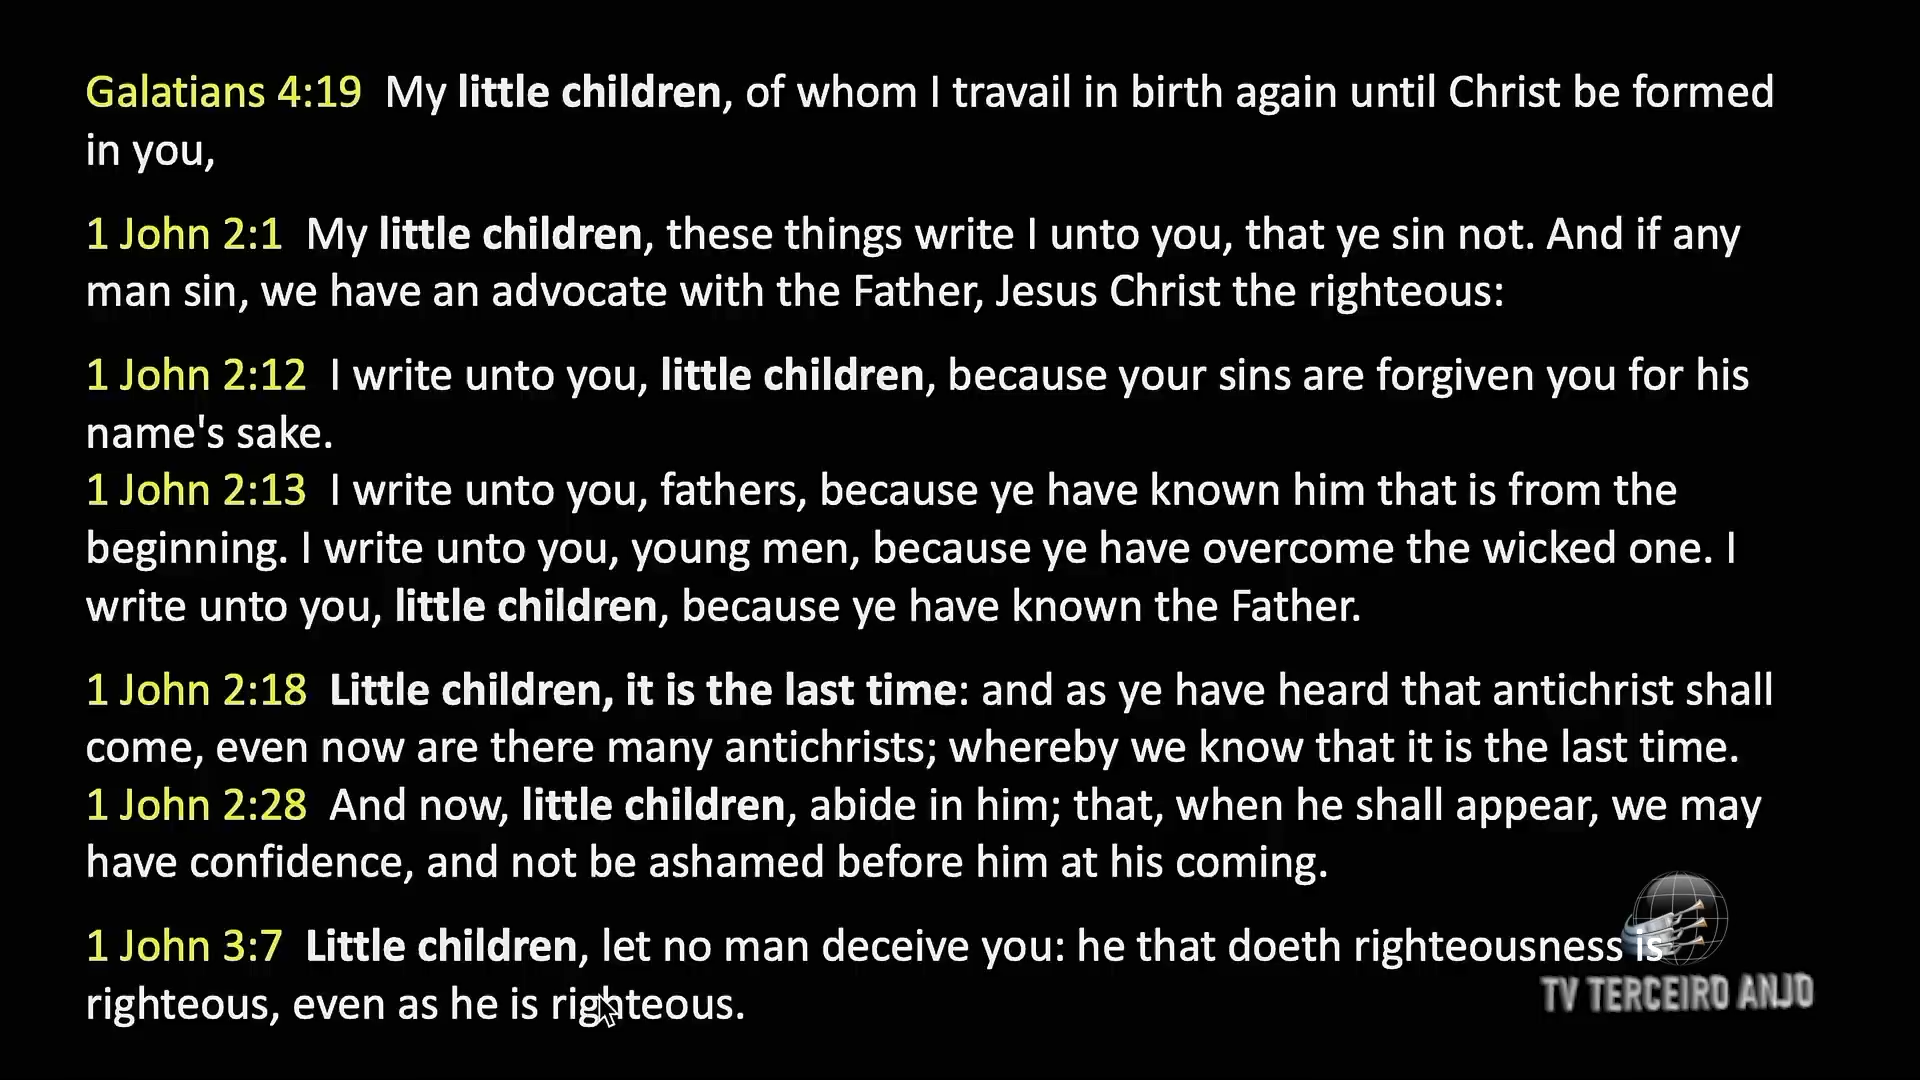 Galatians 4:19 My little children, of whom I travail in birth again until Christ be formed
in you,
1 John 2:1 My little children, these things write I unto you, that ye sin not. And if any
man sin, we have an advocate with the Father, Jesus Christ the righteous:
1 John 2:12 I write unto you, little children, because your sins are forgiven you for his
name's sake.
1 John 2:13 I write unto you, fathers, because ye have known him that is from the
beginning. I write unto you, young men, because ye have overcome the wicked one. I
write unto you, little children, because ye have known the Father.
1 John 2:18 Little children, it is the last time: and as ye have heard that antichrist shall
come, even now are there many antichrists; whereby we know that it is the last time.
1 John 2:28 And now, little children, abide in him; that, when he shall appear, we may
have confidence, and not be ashamed before him at his coming.
1 John 3:7 Little children, let no man deceive you: he that doeth righteousness is
righteous, even as he is righteous.
TV TERCEIRO ANJO